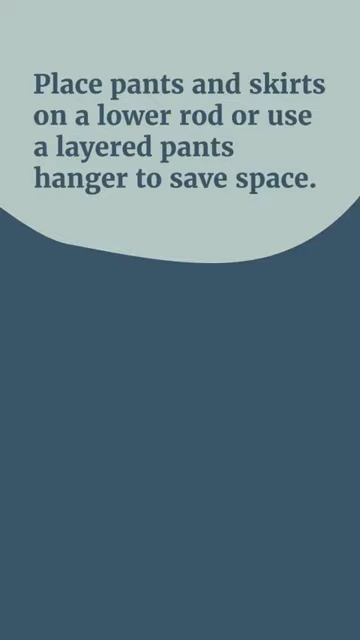 Place pants and skirts
on a lower rod or use
a layered pants
hanger to save space.